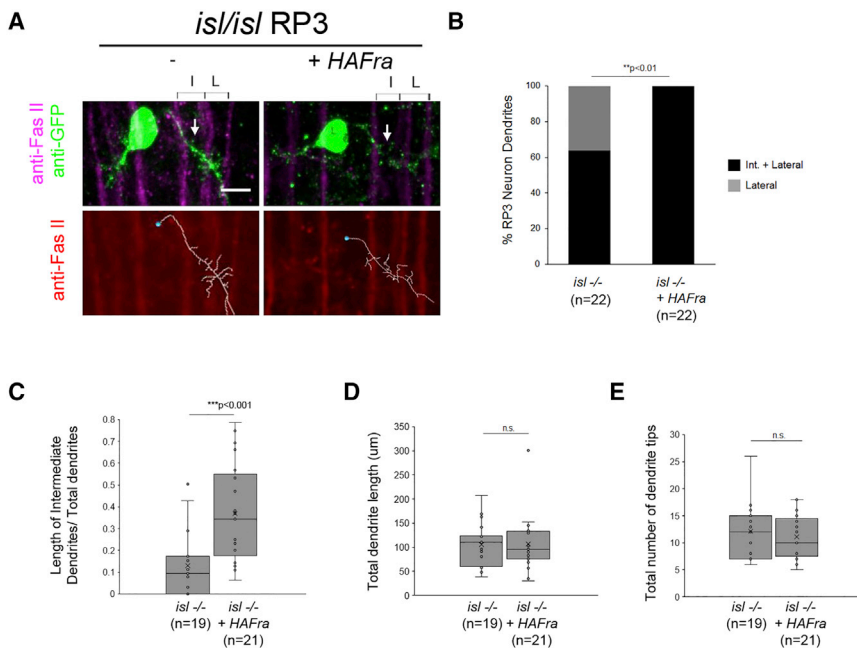 A
isl/isl RP3
-
+ HAFra
I
L
I
L
anti-Fas II
anti-GFP
anti-Fas II
B
**p<0.01
% RP3 Neuron Dendrites
100
80
60
40
20
0
isl -/-
(n=22)
isl -/-
+ HAFra
(n=22)
Int. + Lateral
Lateral
C
***p<0.001
Length of Intermediate
Dendrites/ Total dendrites
0.8
0.7
0.6
0.5
0.4
0.3
0.2
0.1
0
isl -/-
(n=19)
isl -/-
+ HAFra
(n=21)
D
n.s.
Total dendrite length (um)
350
300
250
200
150
100
50
0
isl -/-
(n=19)
isl -/-
+ HAFra
(n=21)
E
n.s.
Total number of dendrite tips
30
25
20
15
10
5
0
isl -/-
(n=19)
isl -/-
+ HAFra
(n=21)